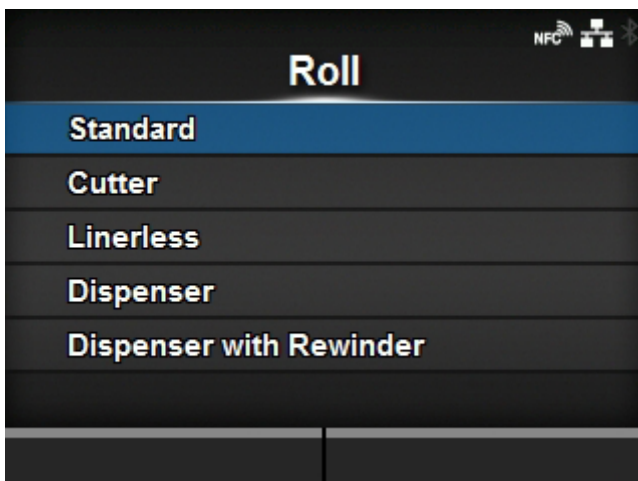 NFC
Roll
Standard
Cutter
Linerless
Dispenser
Dispenser with Rewinder